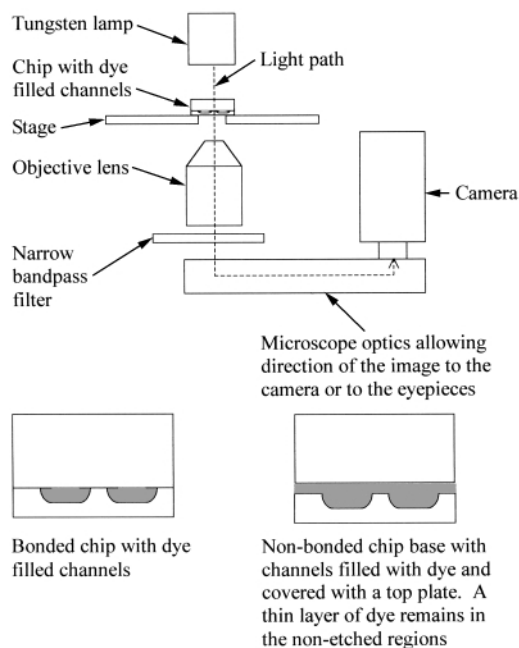 Tungsten lamp
Light path
Chip with dye
filled channels
Stage
Objective lens
Camera
Narrow
bandpass
filter
Microscope optics allowing
direction of the image to the
camera or to the eyepieces
Bonded chip with dye
filled channels
Non-bonded chip base with
channels filled with dye and
covered with a top plate. A
thin layer of dye remains in
the non-etched regions